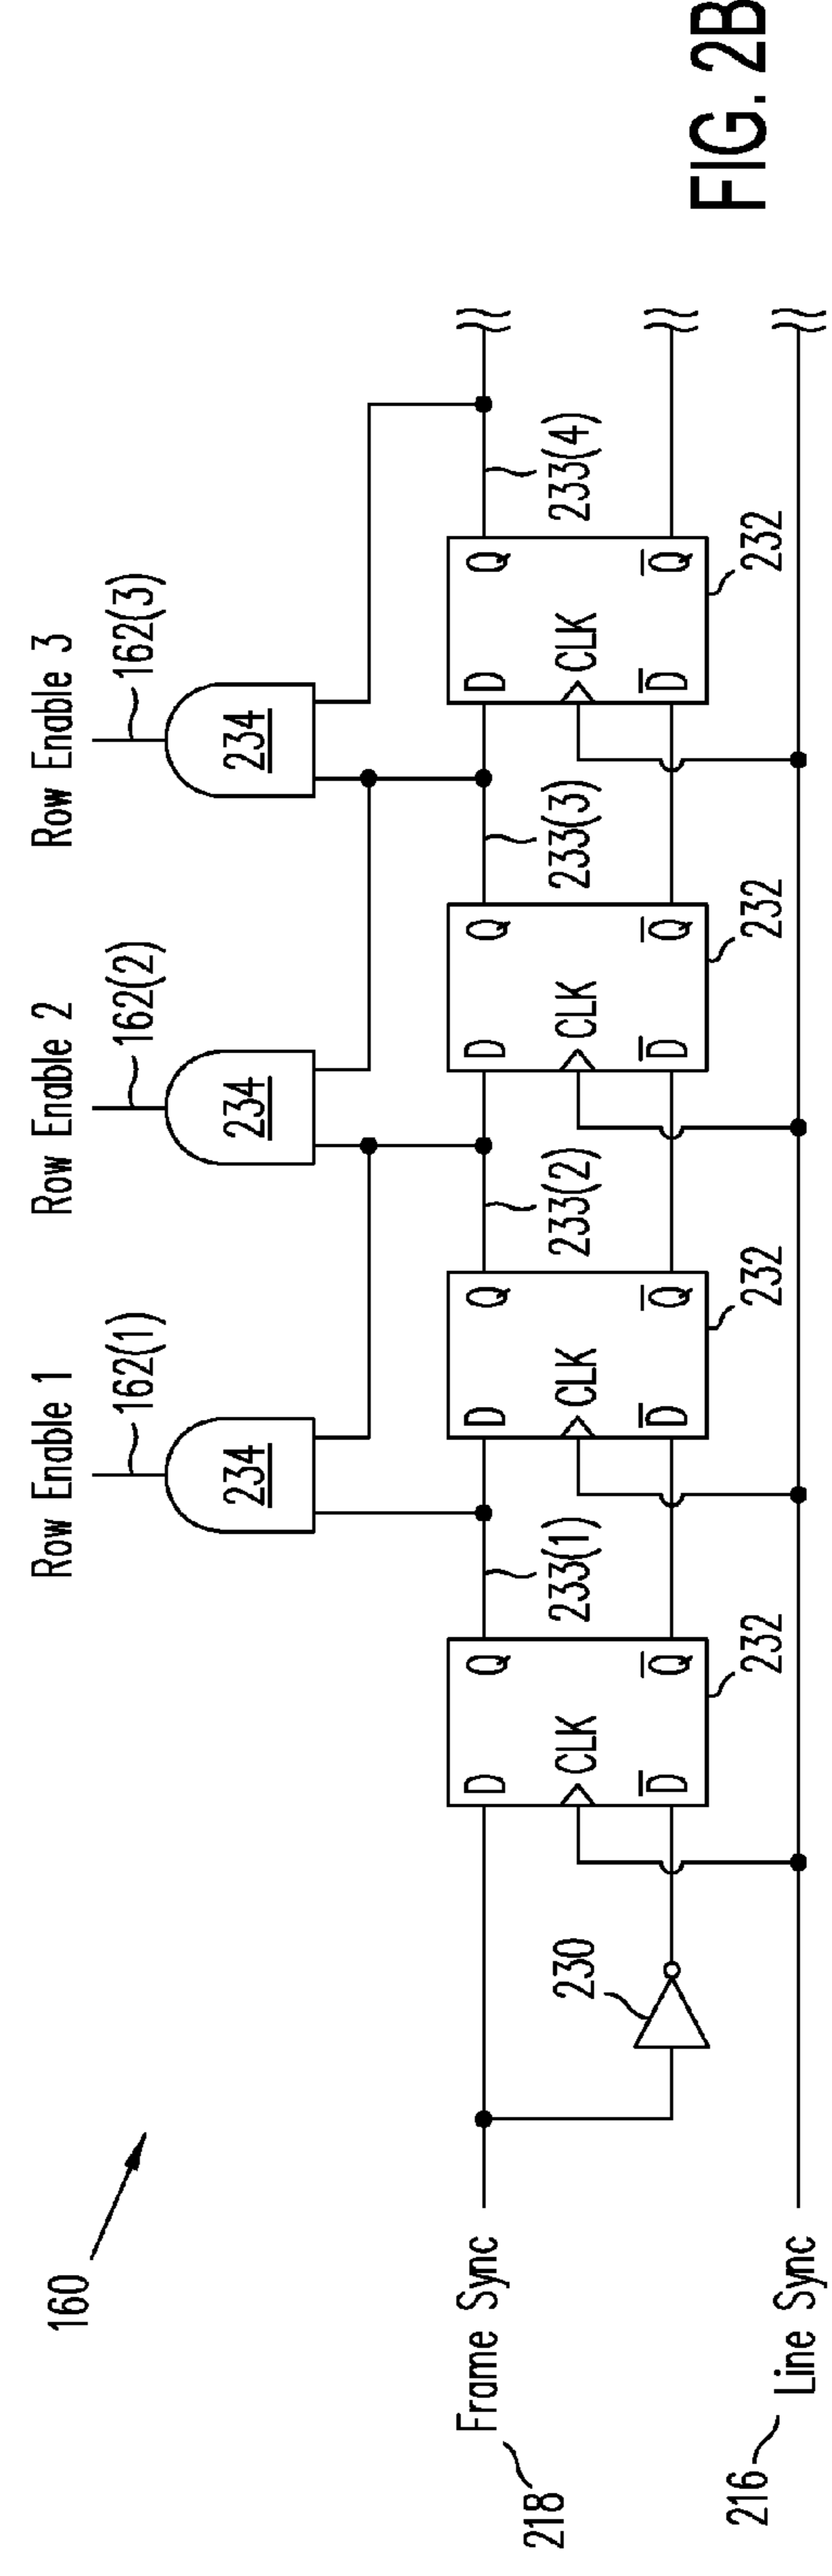 160
Row Enable 1
Row Enable 2
Row Enable 3
162(1)
162(2)
162(3)
234
234
234
Frame Sync
218
D
Q
D
Q
D
Q
D
Q
233(1)
233(2)
233(3)
233(4)
CLK
CLK
CLK
CLK
230
D̅
Q̅
D̅
Q̅
D̅
Q̅
D̅
Q̅
232
232
232
232
Line Sync
216
FIG. 2B